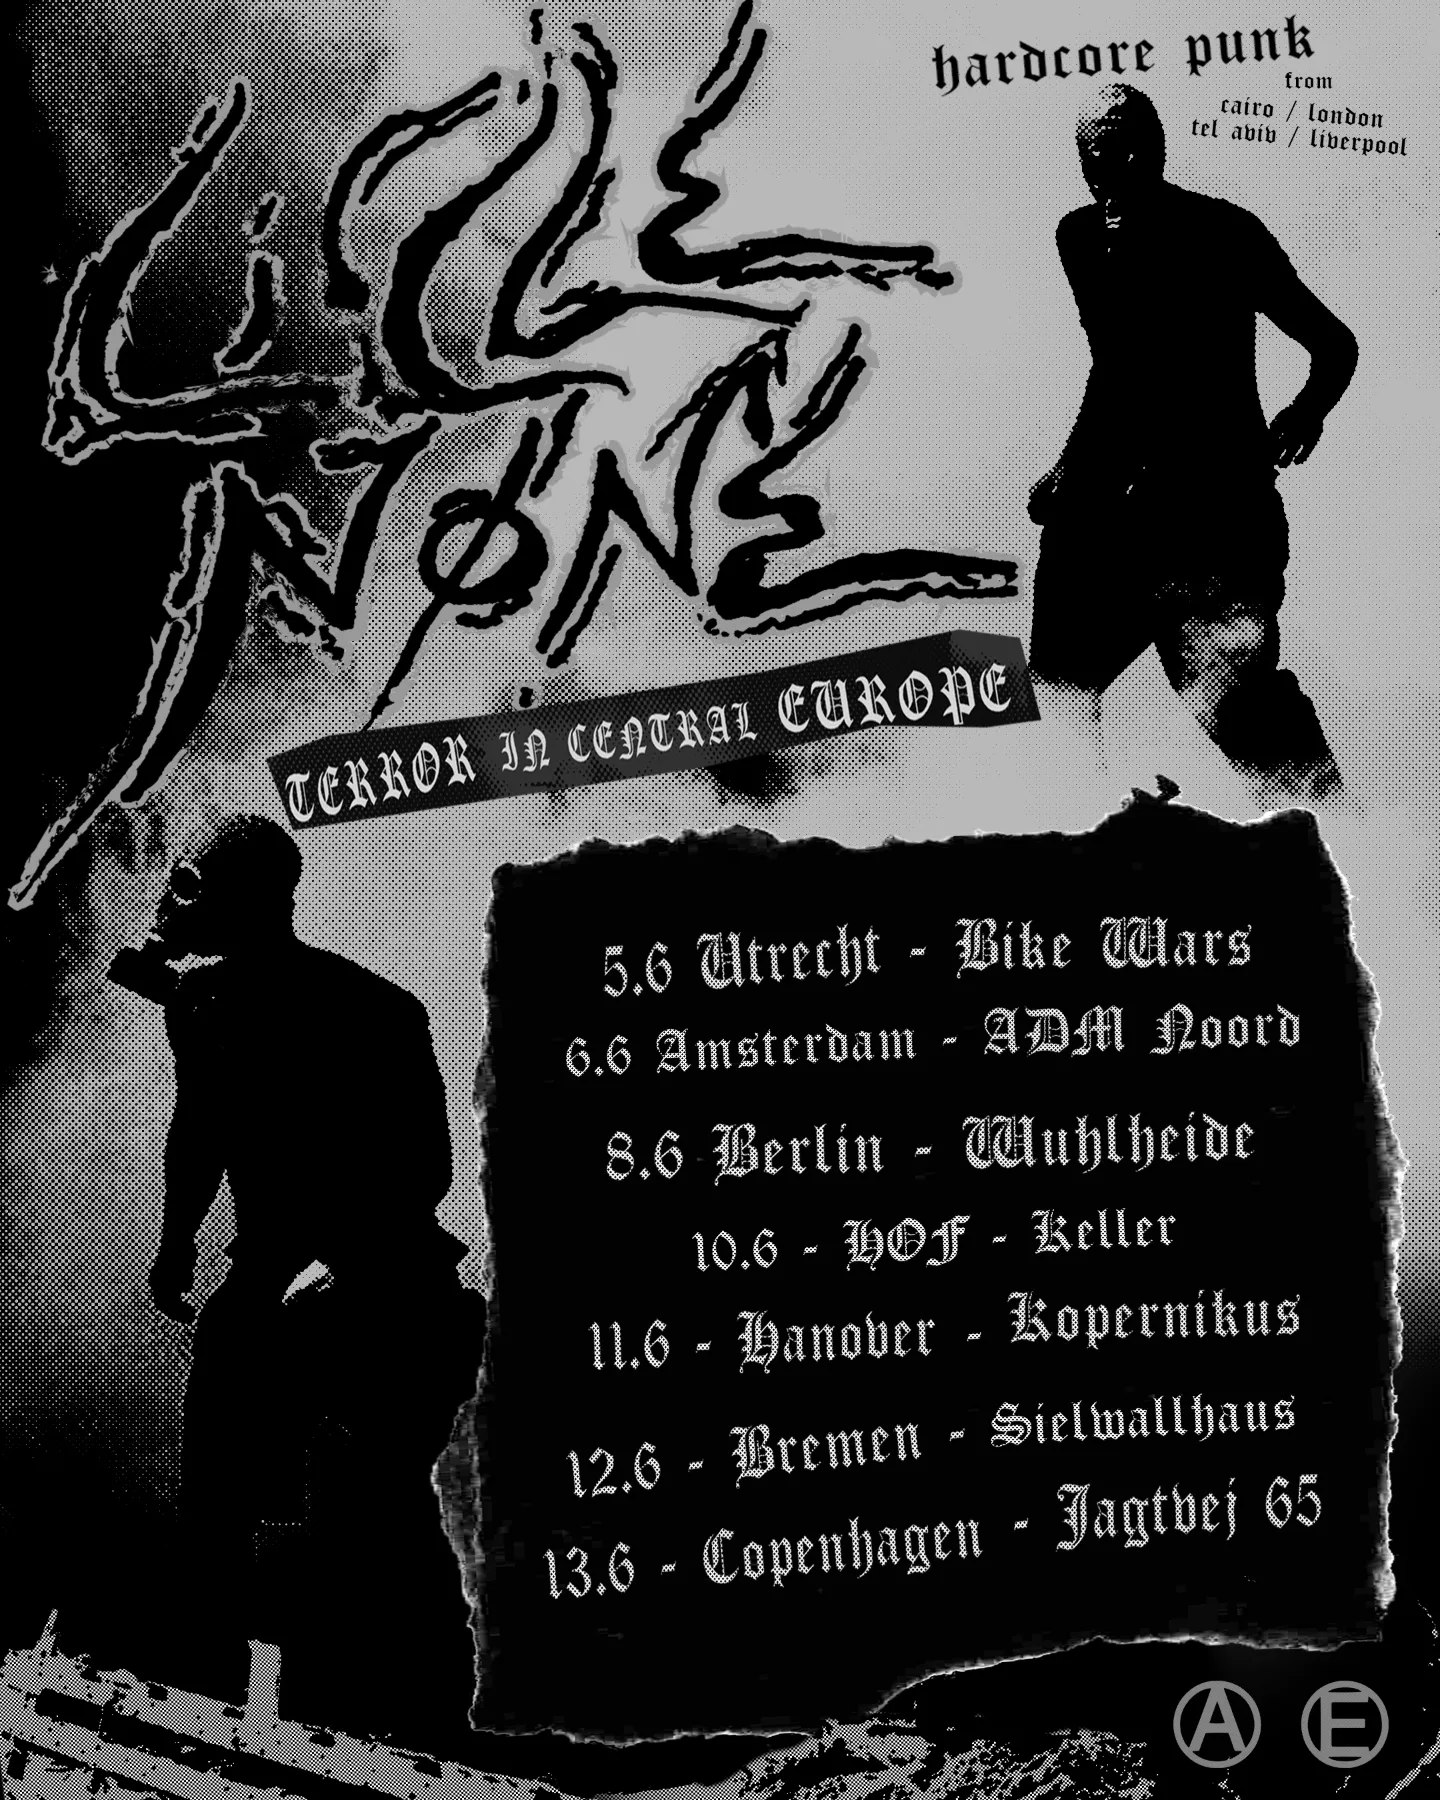 hardcore punk
from
cairo / london
tel aviv / liverpool
NØNE
TERROR IN CENTRAL EUROPE
5.6 Utrecht - Bike Wars
6.6 Amsterdam - ADM Noord
8.6 Berlin - Wuhlheide
10.6 - HOF - Keller
11.6 - Hanover - Kopernikus
12.6 - Bremen - Sielwallhaus
13.6 - Copenhagen - Jagtvej 65
A E